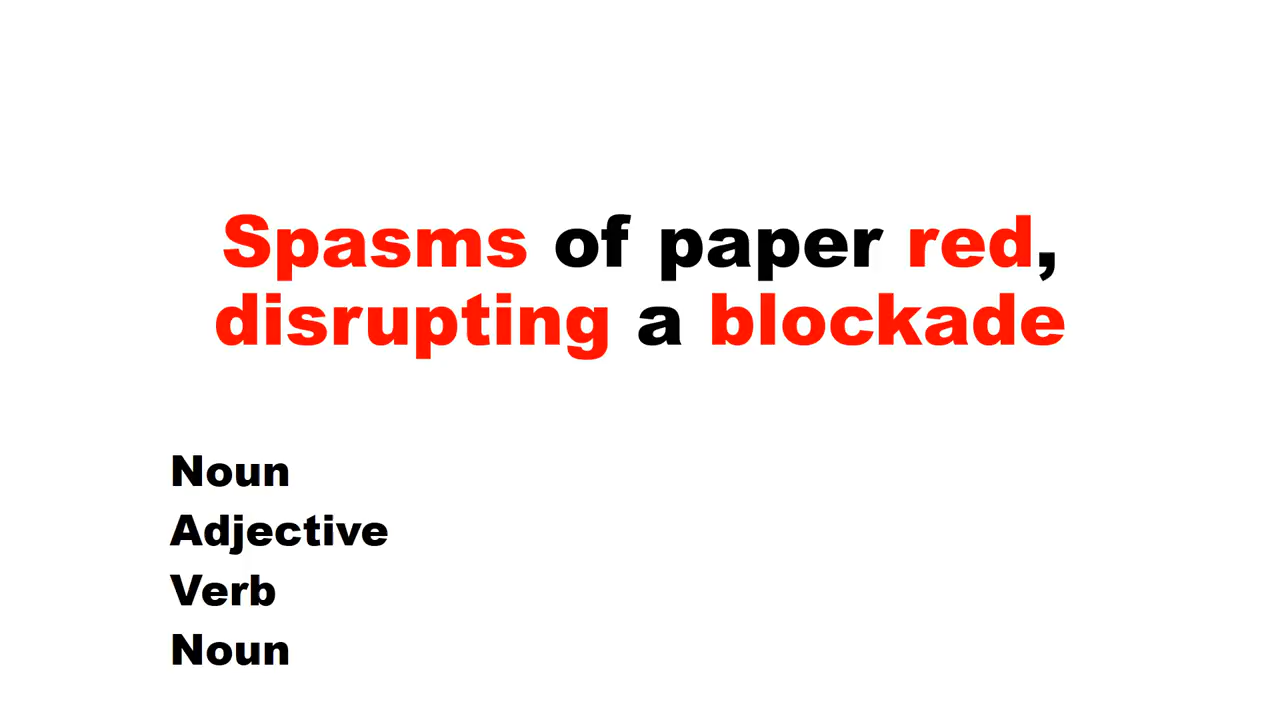 Spasms of paper red,
disrupting a blockade
Noun
Adjective
Verb
Noun